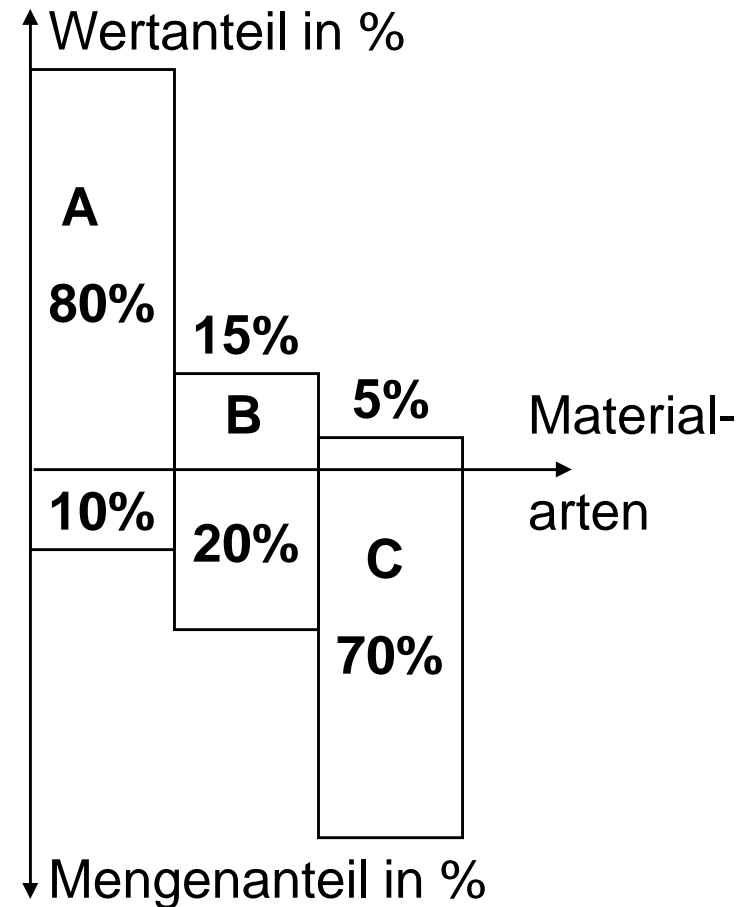 Wertanteil in %
A
80%
15%
B
5%
Material-
arten
10%
20%
C
70%
Mengenanteil in %